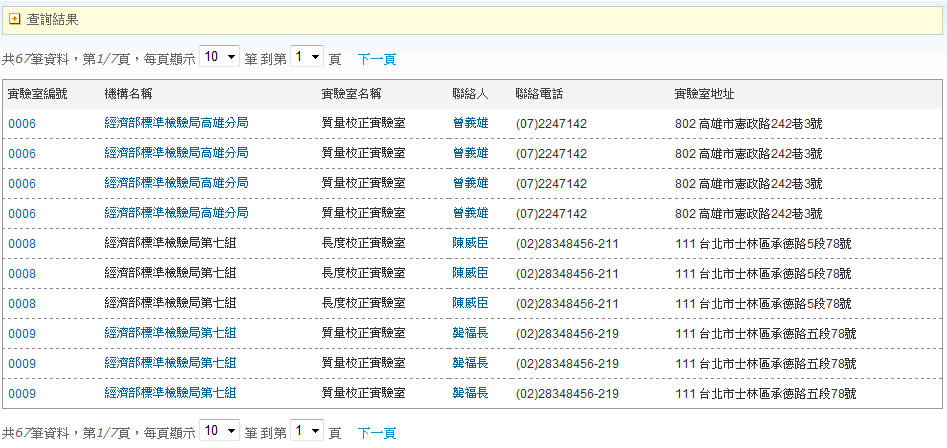 查詢結果
共67筆資料，第1/7頁，每頁顯示 10 筆 到第 1 頁 下一頁
實驗室編號 機構名稱 實驗室名稱 聯絡人 聯絡電話 實驗室地址
0006 經濟部標準檢驗局高雄分局 質量校正實驗室 曾義雄 (07)2247142 802 高雄市憲政路242巷3號
0006 經濟部標準檢驗局高雄分局 質量校正實驗室 曾義雄 (07)2247142 802 高雄市憲政路242巷3號
0006 經濟部標準檢驗局高雄分局 質量校正實驗室 曾義雄 (07)2247142 802 高雄市憲政路242巷3號
0006 經濟部標準檢驗局高雄分局 質量校正實驗室 曾義雄 (07)2247142 802 高雄市憲政路242巷3號
0008 經濟部標準檢驗局第七組 長度校正實驗室 陳威臣 (02)28348456-211 111 台北市士林區承德路5段78號
0008 經濟部標準檢驗局第七組 長度校正實驗室 陳威臣 (02)28348456-211 111 台北市士林區承德路5段78號
0008 經濟部標準檢驗局第七組 長度校正實驗室 陳威臣 (02)28348456-211 111 台北市士林區承德路5段78號
0009 經濟部標準檢驗局第七組 質量校正實驗室 龔福長 (02)28348456-219 111 台北市士林區承德路五段78號
0009 經濟部標準檢驗局第七組 質量校正實驗室 龔福長 (02)28348456-219 111 台北市士林區承德路五段78號
0009 經濟部標準檢驗局第七組 質量校正實驗室 龔福長 (02)28348456-219 111 台北市士林區承德路五段78號
共67筆資料，第1/7頁，每頁顯示 10 筆 到第 1 頁 下一頁